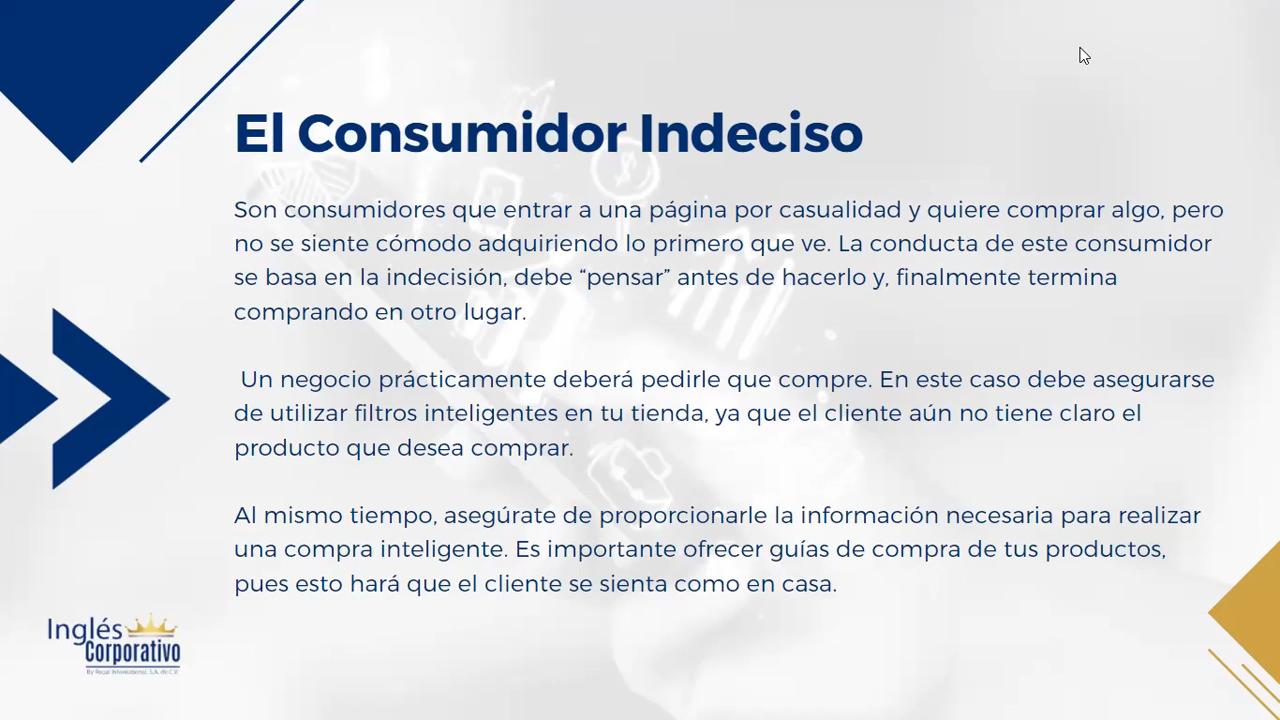 El Consumidor Indeciso
Son consumidores que entrar a una página por casualidad y quiere comprar algo, pero
no se siente cómodo adquiriendo lo primero que ve. La conducta de este consumidor
se basa en la indecisión, debe “pensar” antes de hacerlo y, finalmente termina
comprando en otro lugar.
Un negocio prácticamente deberá pedirle que compre. En este caso debe asegurarse
de utilizar filtros inteligentes en tu tienda, ya que el cliente aún no tiene claro el
producto que desea comprar.
Al mismo tiempo, asegúrate de proporcionarle la información necesaria para realizar
una compra inteligente. Es importante ofrecer guías de compra de tus productos,
pues esto hará que el cliente se sienta como en casa.
Inglés
Corporativo
By Regal International, S.A. de C.V.